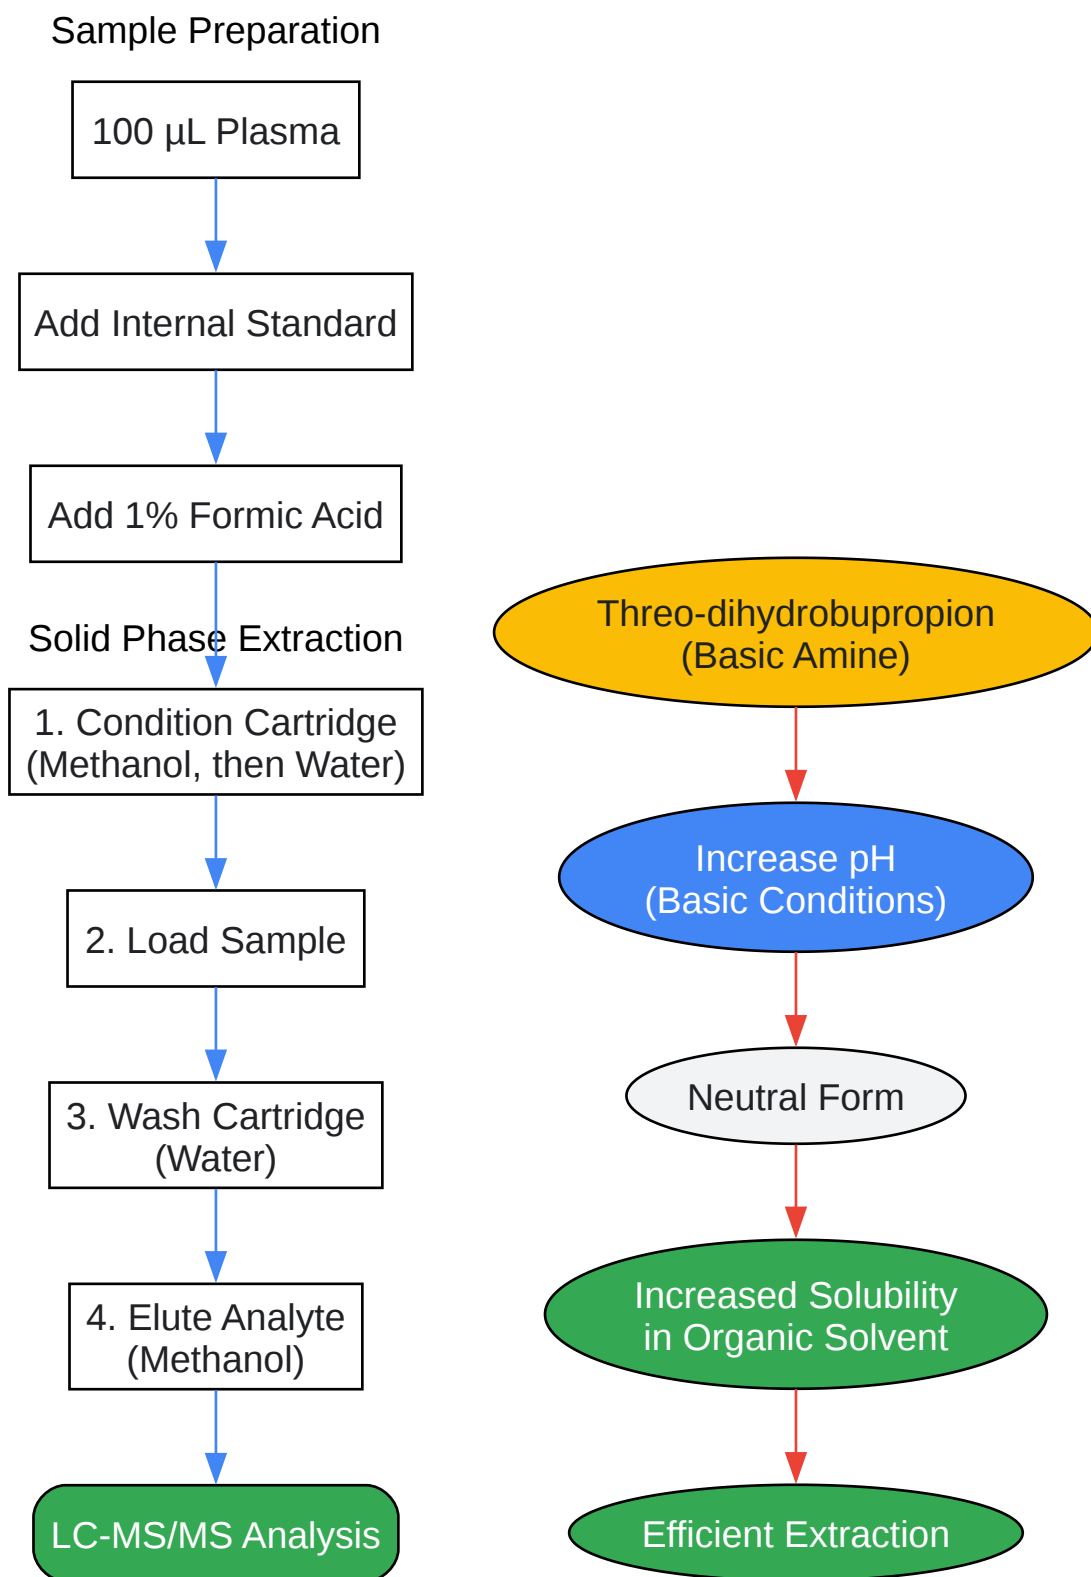 Sample Preparation
100 µL Plasma
Add Internal Standard
Add 1% Formic Acid
Solid Phase Extraction
1. Condition Cartridge
(Methanol, then Water)
2. Load Sample
3. Wash Cartridge
(Water)
4. Elute Analyte
(Methanol)
LC-MS/MS Analysis
Threo-dihydrobupropion
(Basic Amine)
Increase pH
(Basic Conditions)
Neutral Form
Increased Solubility
in Organic Solvent
Efficient Extraction